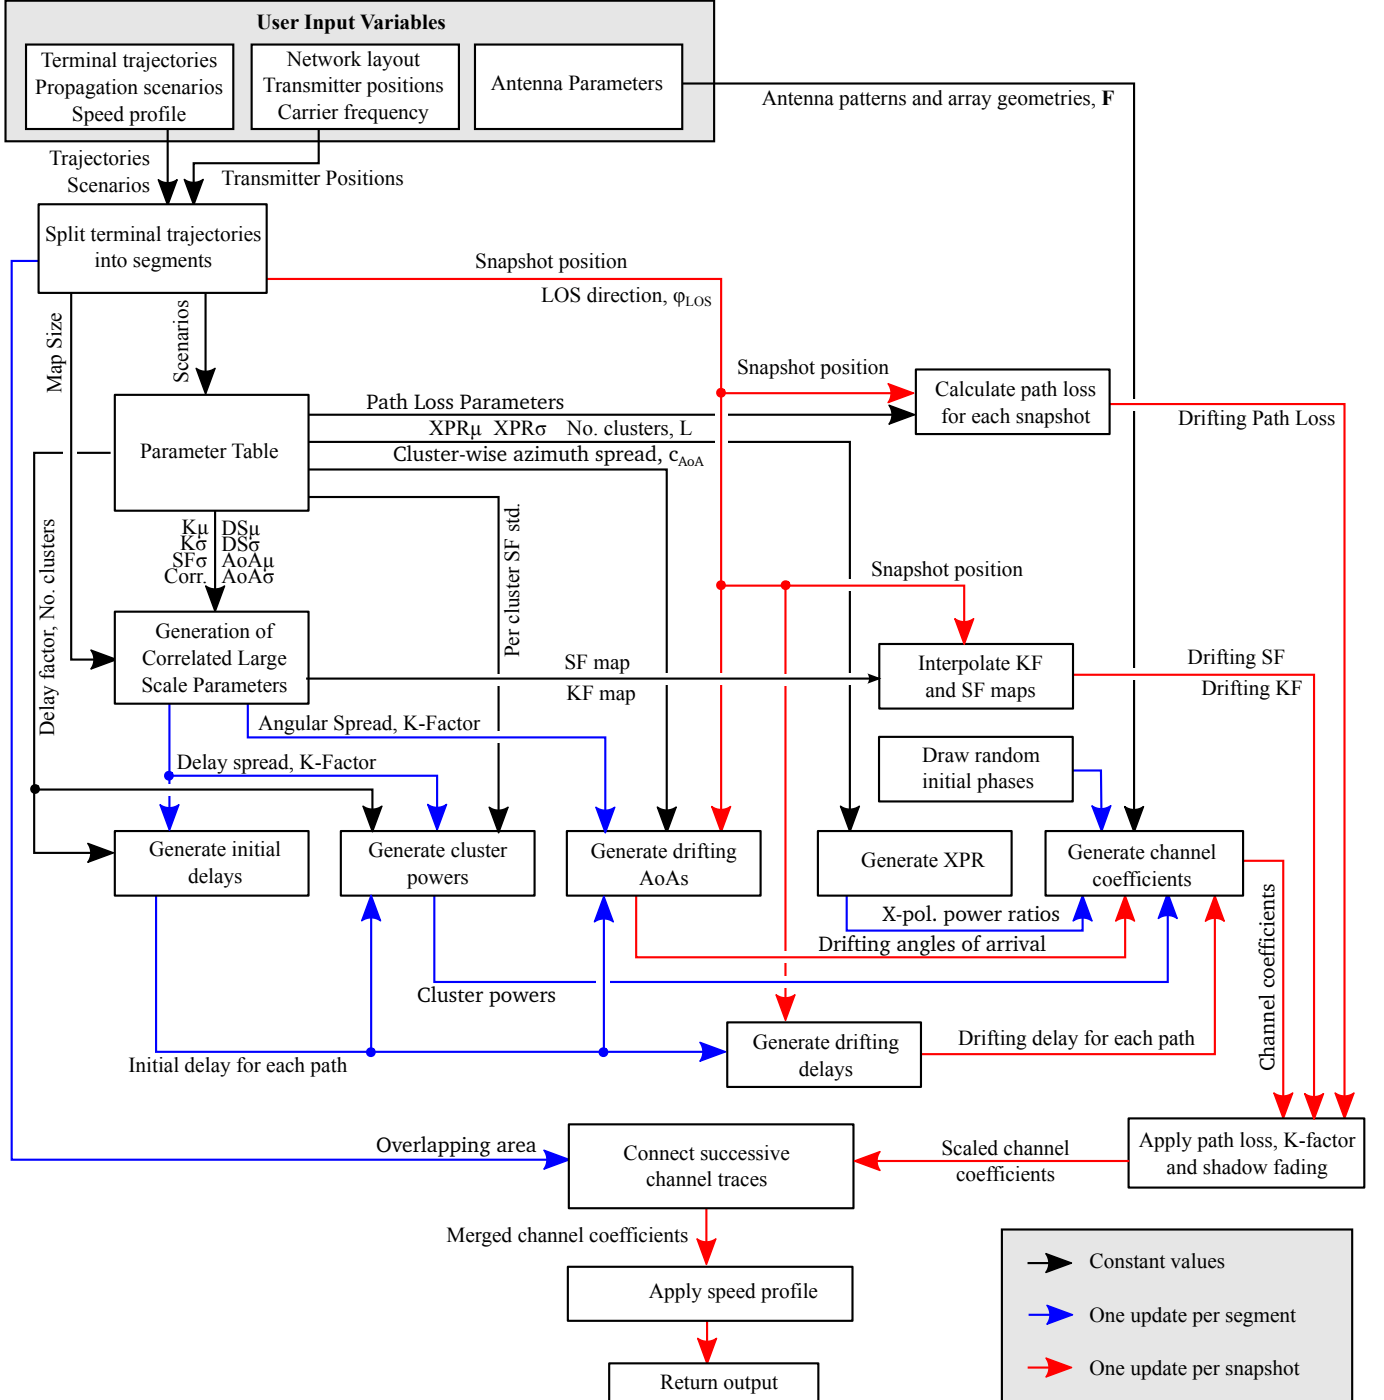 User Input Variables
Terminal trajectories
Propagation scenarios
Speed profile
Network layout
Transmitter positions
Carrier frequency
Antenna Parameters
Antenna patterns and array geometries, F
Trajectories
Scenarios
Transmitter Positions
Split terminal trajectories
into segments
Snapshot position
LOS direction, φLOS
Map Size
Scenarios
Snapshot position
Calculate path loss
for each snapshot
Drifting Path Loss
Parameter Table
Path Loss Parameters
XPRμ XPRσ No. clusters, L
Cluster-wise azimuth spread, cAoA
Kμ DSμ
Kσ DSσ
SFσ AoAμ
Corr. AoAσ
Per cluster SF std.
Delay factor, No. clusters
Snapshot position
Generation of
Correlated Large
Scale Parameters
SF map
KF map
Interpolate KF
and SF maps
Drifting SF
Drifting KF
Angular Spread, K-Factor
Delay spread, K-Factor
Draw random
initial phases
Generate initial
delays
Generate cluster
powers
Generate drifting
AoAs
Generate XPR
Generate channel
coefficients
X-pol. power ratios
Drifting angles of arrival
Cluster powers
Channel coefficients
Initial delay for each path
Generate drifting
delays
Drifting delay for each path
Overlapping area
Connect successive
channel traces
Scaled channel
coefficients
Apply path loss, K-factor
and shadow fading
Merged channel coefficients
Apply speed profile
Return output
Constant values
One update per segment
One update per snapshot